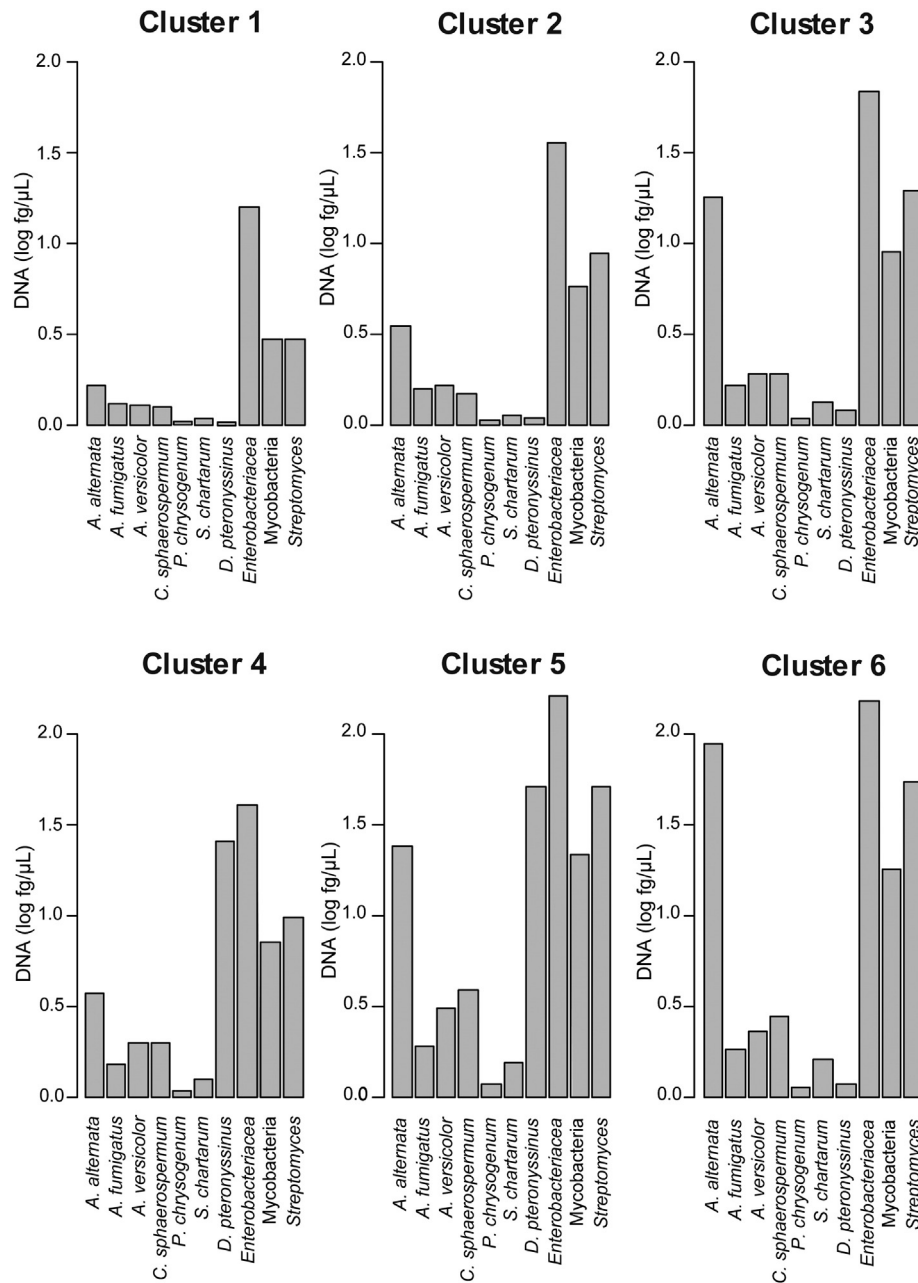 Cluster 1
DNA (log fg/µL)
2.0
1.5
1.0
0.5
0.0
A. alternata
A. fumigatus
A. versicolor
C. sphaerospermum
P. chrysogenum
S. chartarum
D. pteronyssinus
Enterobacteriacea
Mycobacteria
Streptomyces
Cluster 2
DNA (log fg/µL)
2.0
1.5
1.0
0.5
0.0
A. alternata
A. fumigatus
A. versicolor
C. sphaerospermum
P. chrysogenum
S. chartarum
D. pteronyssinus
Enterobacteriacea
Mycobacteria
Streptomyces
Cluster 3
DNA (log fg/µL)
2.0
1.5
1.0
0.5
0.0
A. alternata
A. fumigatus
A. versicolor
C. sphaerospermum
P. chrysogenum
S. chartarum
D. pteronyssinus
Enterobacteriacea
Mycobacteria
Streptomyces
Cluster 4
DNA (log fg/µL)
2.0
1.5
1.0
0.5
0.0
A. alternata
A. fumigatus
A. versicolor
C. sphaerospermum
P. chrysogenum
S. chartarum
D. pteronyssinus
Enterobacteriacea
Mycobacteria
Streptomyces
Cluster 5
DNA (log fg/µL)
2.0
1.5
1.0
0.5
0.0
A. alternata
A. fumigatus
A. versicolor
C. sphaerospermum
P. chrysogenum
S. chartarum
D. pteronyssinus
Enterobacteriacea
Mycobacteria
Streptomyces
Cluster 6
DNA (log fg/µL)
2.0
1.5
1.0
0.5
0.0
A. alternata
A. fumigatus
A. versicolor
C. sphaerospermum
P. chrysogenum
S. chartarum
D. pteronyssinus
Enterobacteriacea
Mycobacteria
Streptomyces